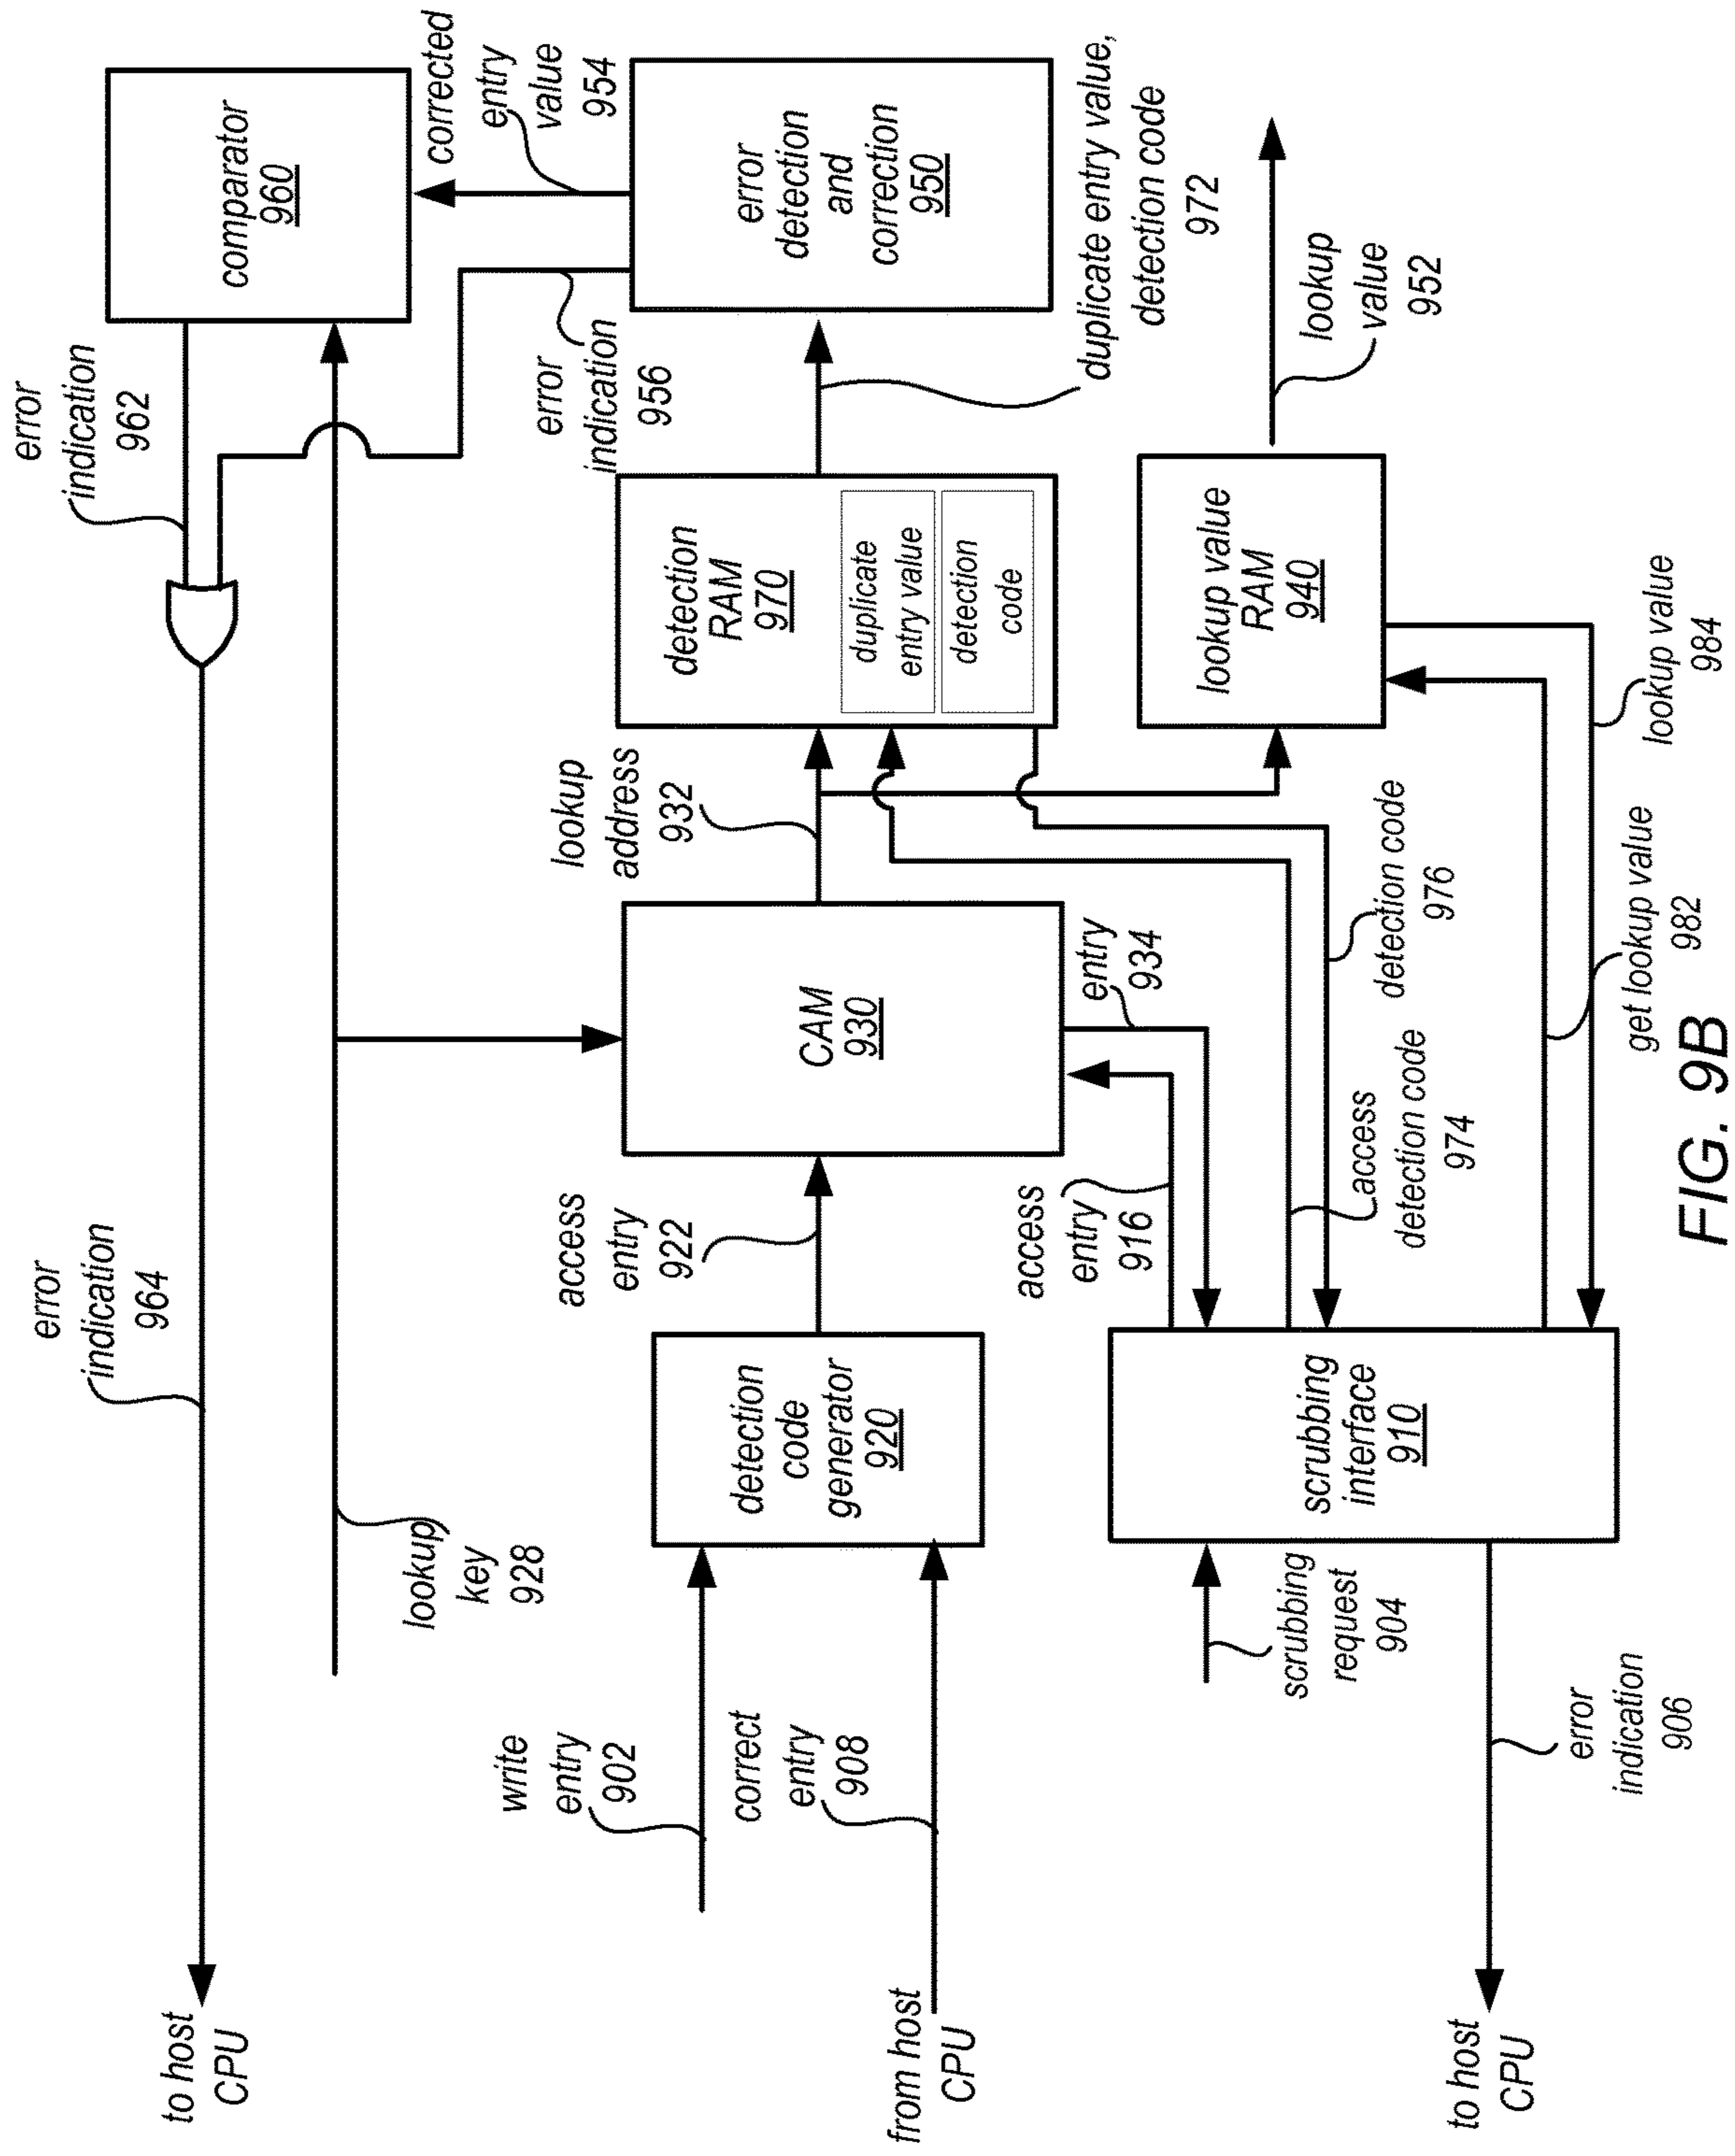 to host
CPU
error
indication
964
error
indication
962
comparator
960
lookup
key
928
corrected
entry
value
954
error
indication
956
write
entry
902
correct
entry
908
from host
CPU
detection
code
generator
920
access
entry
922
CAM
930
lookup
address
932
detection
RAM
970
duplicate
entry value
detection
code
error
detection
and
correction
950
duplicate entry value,
detection code
972
scrubbing
request
904
scrubbing
interface
910
access
entry
916
entry
934
access
detection code
974
detection code
976
lookup value
RAM
940
lookup
value
952
to host
CPU
error
indication
906
get lookup value
982
lookup value
984
FIG. 9B